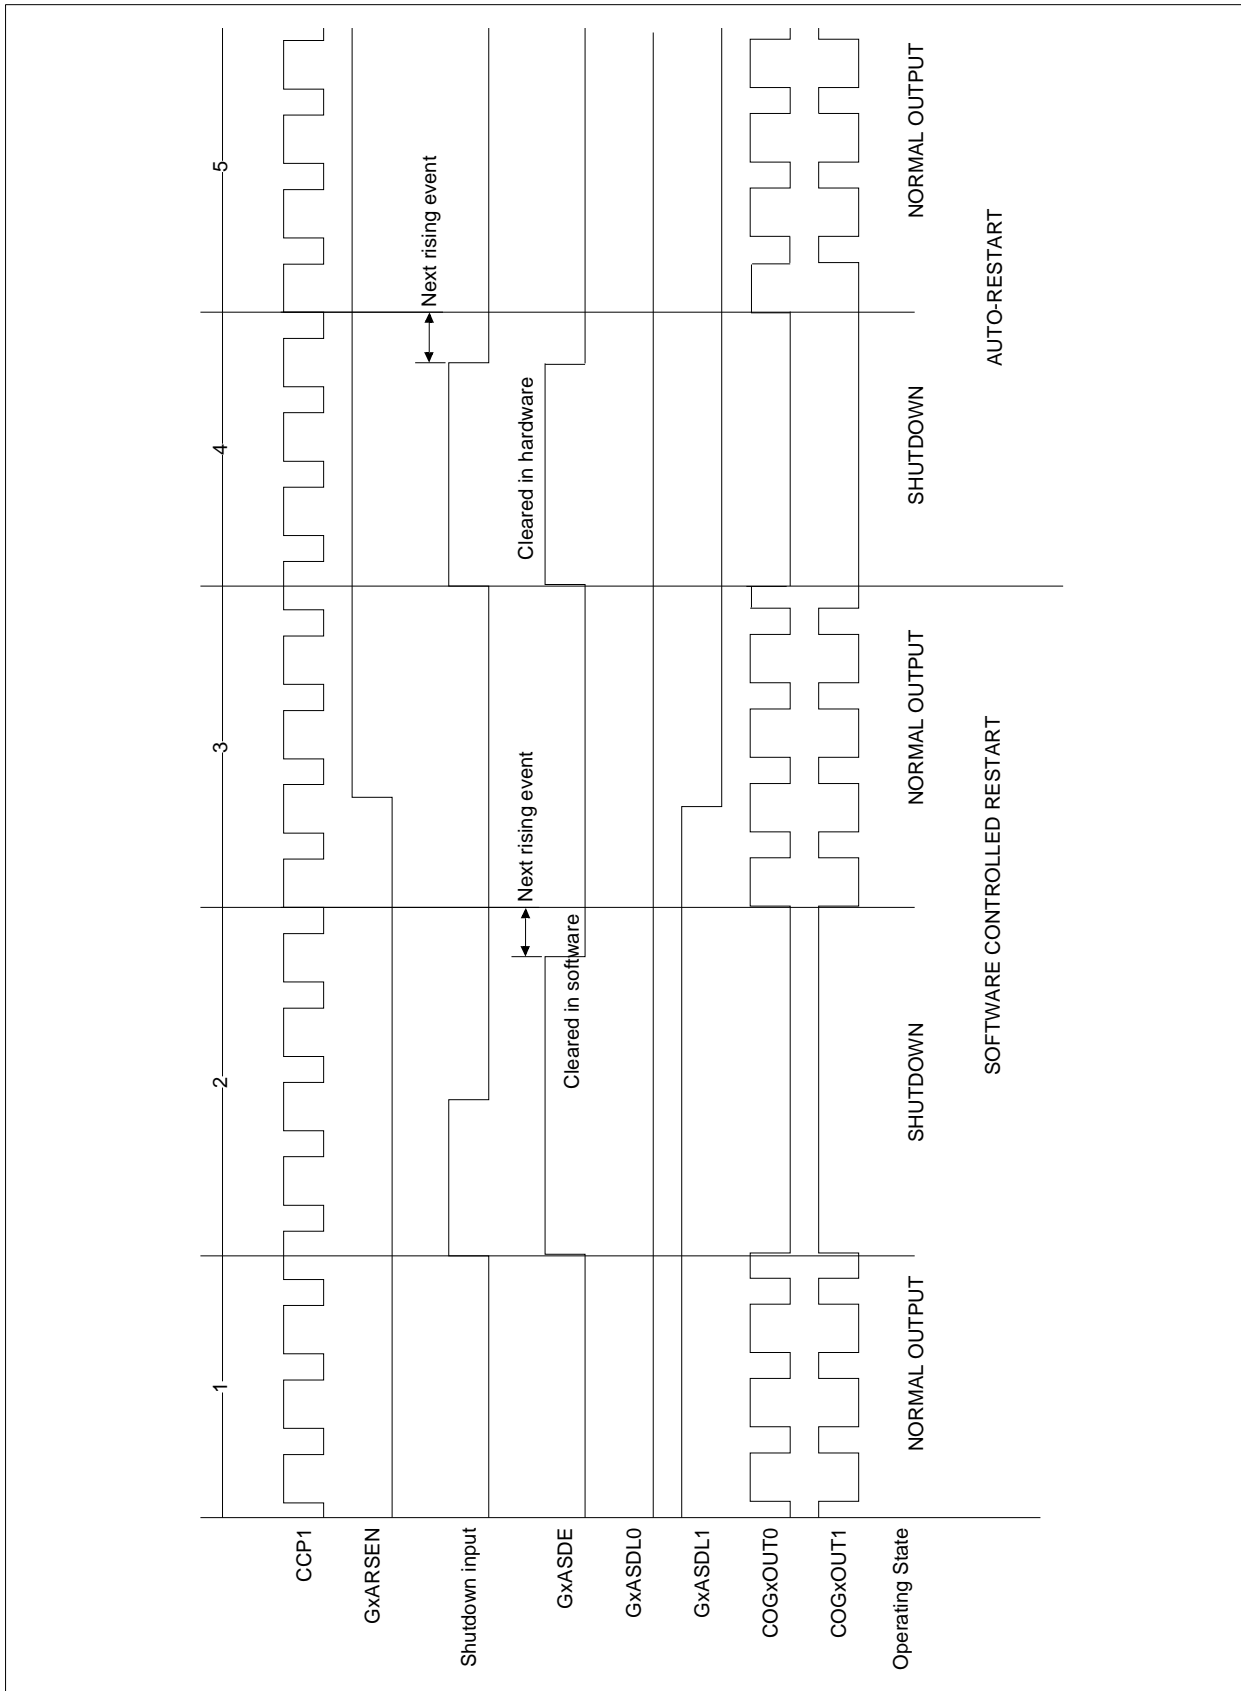 1
2
3
4
5
CCP1
GxARSEN
Next rising event
Shutdown input
Next rising event
Cleared in hardware
GxASDE
Cleared in software
GxASDL0
GxASDL1
COGxOUT0
COGxOUT1
Operating State
NORMAL OUTPUT
SHUTDOWN
NORMAL OUTPUT
SHUTDOWN
NORMAL OUTPUT
SOFTWARE CONTROLLED RESTART
AUTO-RESTART